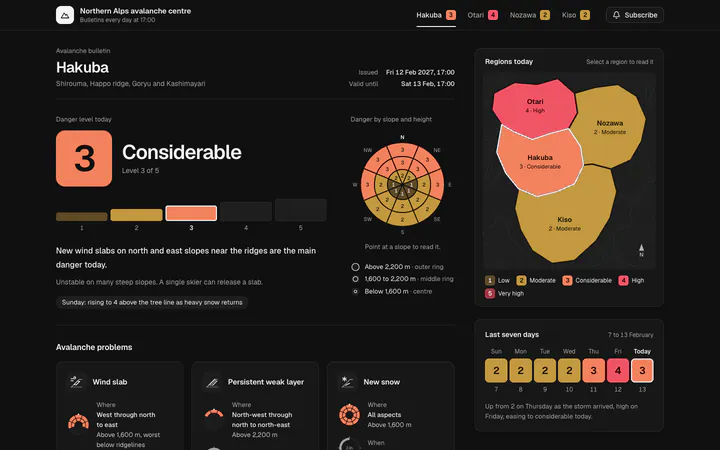 Northern Alps avalanche centre
Bulletins every day at 17:00
Hakuba 3
Otari 4
Nozawa 2
Kiso 2
Subscribe
Avalanche bulletin
Hakuba
Shirouma, Happo ridge, Goryu and Kashimayari
Issued Fri 12 Feb 2027, 17:00
Valid until Sat 13 Feb, 17:00
Danger level today
3
Considerable
Level 3 of 5
1 2 3 4 5
New wind slabs on north and east slopes near the ridges are the main
danger today.
Unstable on many steep slopes. A single skier can release a slab.
Sunday: rising to 4 above the tree line as heavy snow returns
Danger by slope and height
N
NW NE
W E
SW SE
S
Point at a slope to read it.
Above 2,200 m · outer ring
1,600 to 2,200 m · middle ring
Below 1,600 m · centre
Avalanche problems
Wind slab
Where
West through north
to east
Above 1,600 m, worst
below ridgelines
Persistent weak layer
Where
North-west through
north to north-east
Above 2,200 m
New snow
Where
All aspects
Above 1,600 m
When
Regions today
Select a region to read it
Otari
4 · High
Nozawa
2 · Moderate
Hakuba
3 · Considerable
Kiso
2 · Moderate
N
1 Low
2 Moderate
3 Considerable
4 High
5 Very high
Last seven days
7 to 13 February
Sun Mon Tue Wed Thu Fri Today
2 2 2 2 3 4 3
7 8 9 10 11 12 13
Up from 2 on Thursday as the storm arrived, high on
Friday, easing to considerable today.